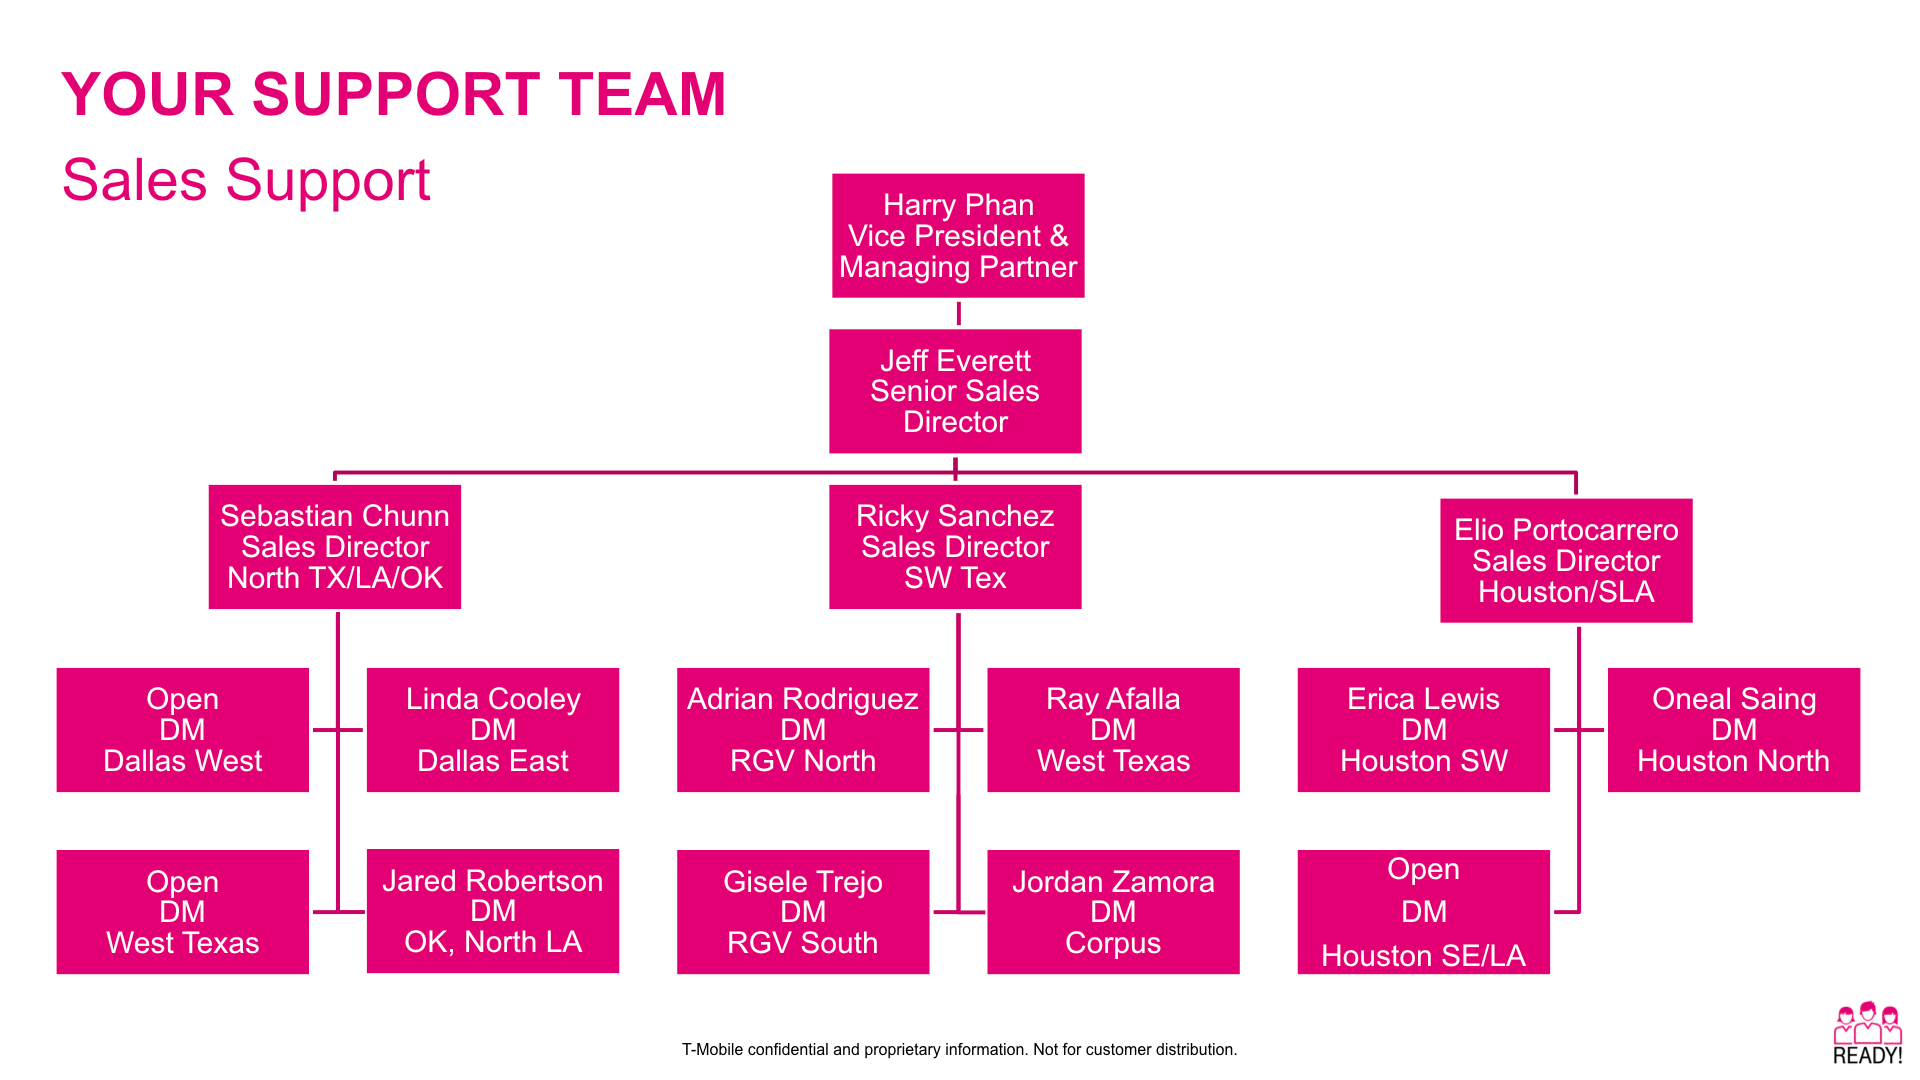 YOUR SUPPORT TEAM
Sales Support
Harry Phan
Vice President &
Managing Partner
Jeff Everett
Senior Sales
Director
Sebastian Chunn
Sales Director
North TX/LA/OK
Ricky Sanchez
Sales Director
SW Tex
Elio Portocarrero
Sales Director
Houston/SLA
Open
DM
Dallas West
Linda Cooley
DM
Dallas East
Adrian Rodriguez
DM
RGV North
Ray Afalla
DM
West Texas
Erica Lewis
DM
Houston SW
Oneal Saing
DM
Houston North
Open
DM
West Texas
Jared Robertson
DM
OK, North LA
Gisele Trejo
DM
RGV South
Jordan Zamora
DM
Corpus
Open
DM
Houston SE/LA
T-Mobile confidential and proprietary information. Not for customer distribution.
READY!